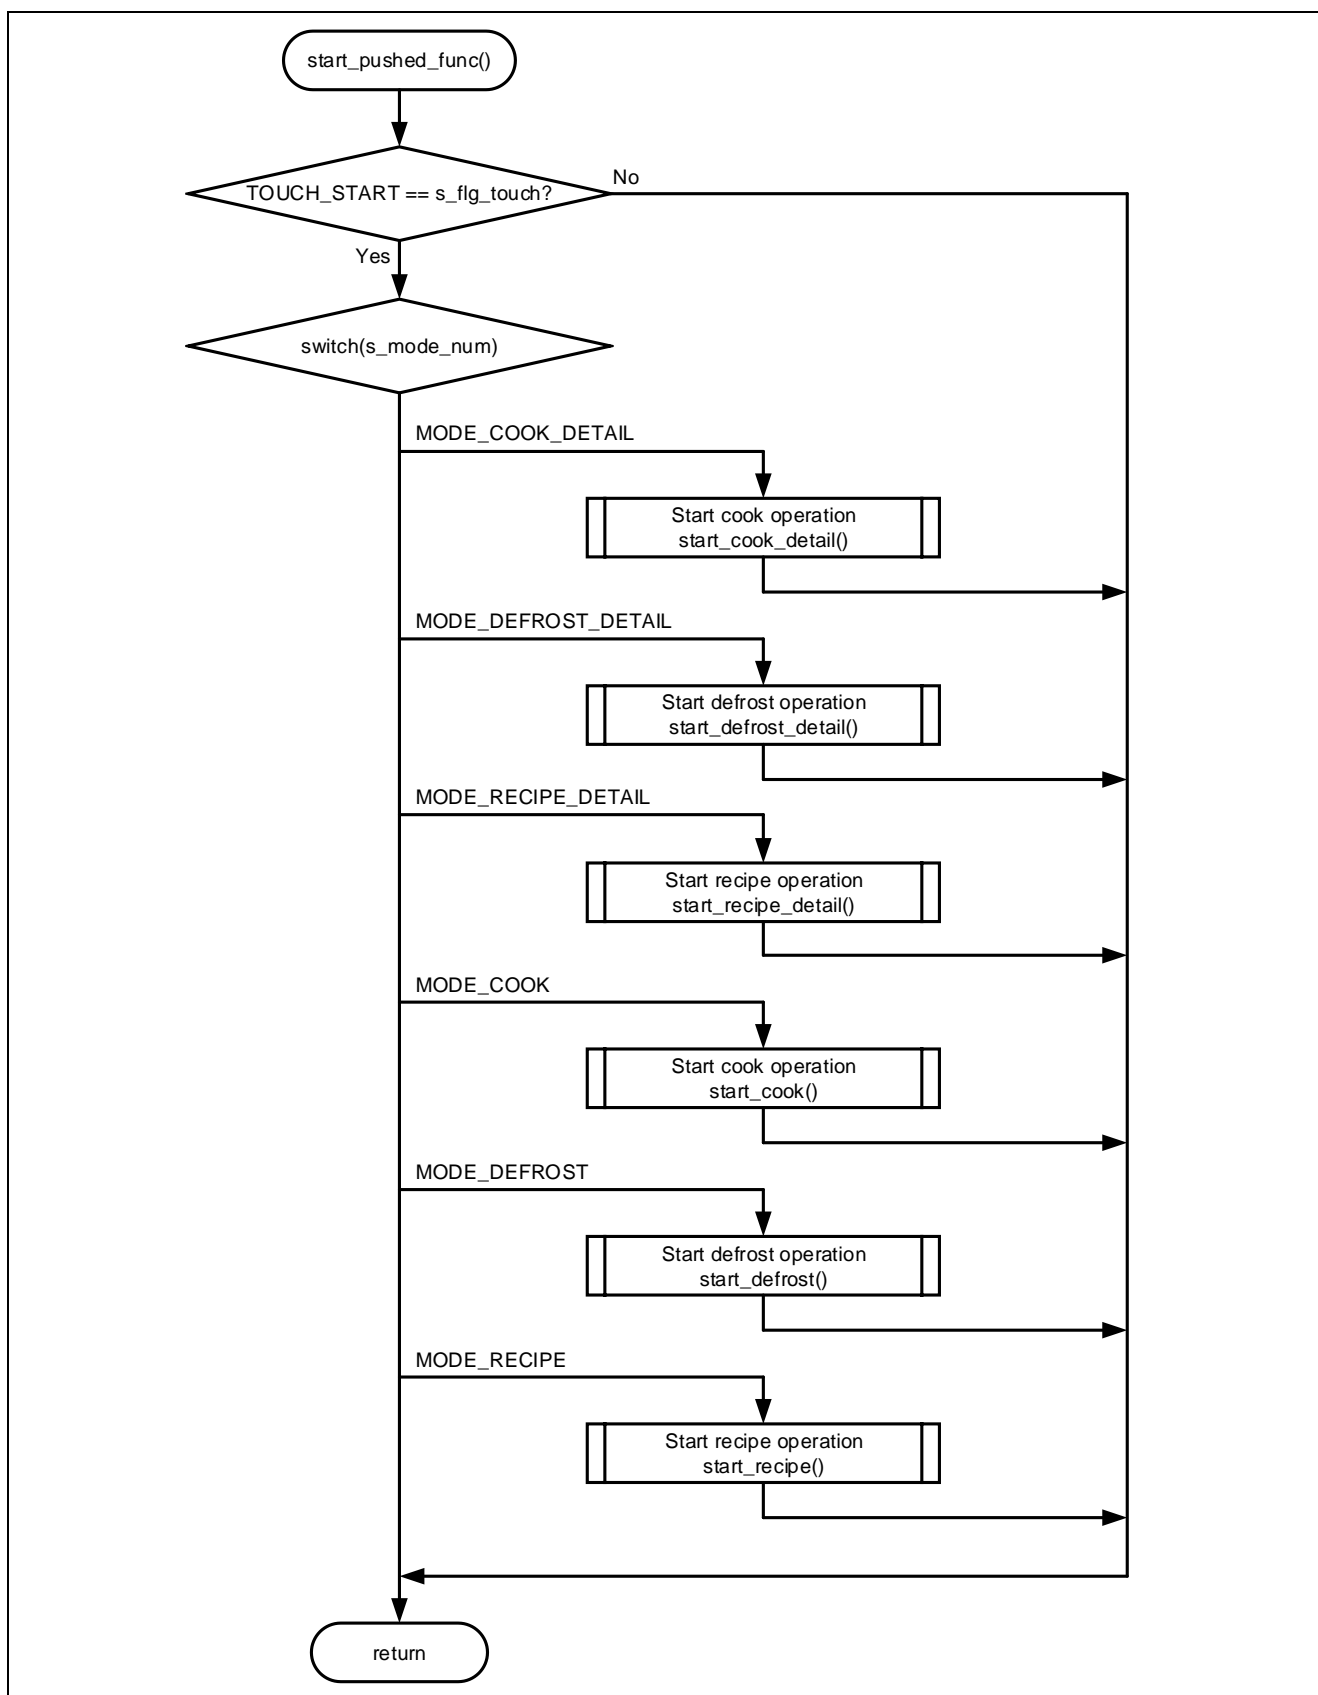 start_pushed_func()
TOUCH_START == s_flg_touch?
No
Yes
switch(s_mode_num)
MODE_COOK_DETAIL
Start cook operation
start_cook_detail()
MODE_DEFROST_DETAIL
Start defrost operation
start_defrost_detail()
MODE_RECIPE_DETAIL
Start recipe operation
start_recipe_detail()
MODE_COOK
Start cook operation
start_cook()
MODE_DEFROST
Start defrost operation
start_defrost()
MODE_RECIPE
Start recipe operation
start_recipe()
return